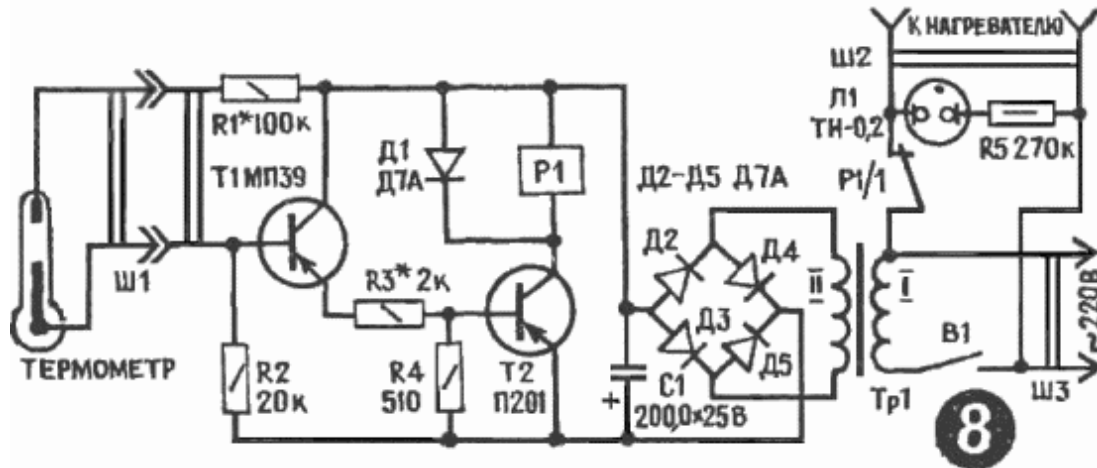 К НАГРЕВАТЕЛЮ
Ш2
Л1
ТН-0,2
R5 270к
R1*100к
Д1
Д7А
Р1
Р1/1
Т1 МП39
Д2-Д5 Д7А
Д2
Д4
Ш1
R3* 2к
II
I
~220В
Д3
Д5
В1
ТЕРМОМЕТР
R2
20к
R4
510
Т2
П201
+
С1
200,0×25В
Тр1
Ш3
8